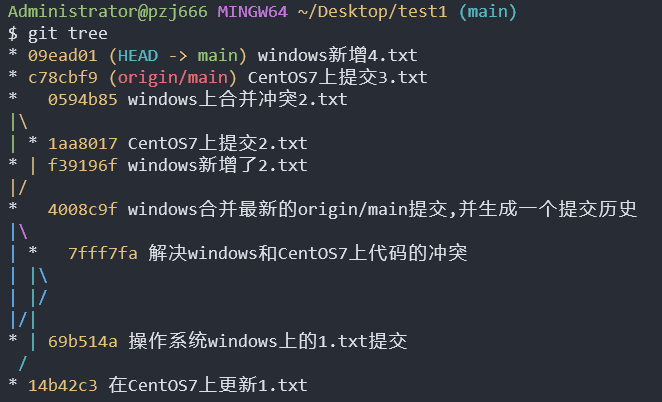 Administrator@pzj666 MINGW64 ~/Desktop/test1 (main)
$ git tree
* 09ead01 (HEAD -> main) windows新增4.txt
* c78cbf9 (origin/main) CentOS7上提交3.txt
*   0594b85 windows上合并冲突2.txt
|\
| * 1aa8017 CentOS7上提交2.txt
* | f39196f windows新增了2.txt
|/
*   4008c9f windows合并最新的origin/main提交,并生成一个提交历史
|\
| *   7fff7fa 解决windows和CentOS7上代码的冲突
| |\
| |/
|/|
* | 69b514a 操作系统windows上的1.txt提交
 /
* 14b42c3 在CentOS7上更新1.txt